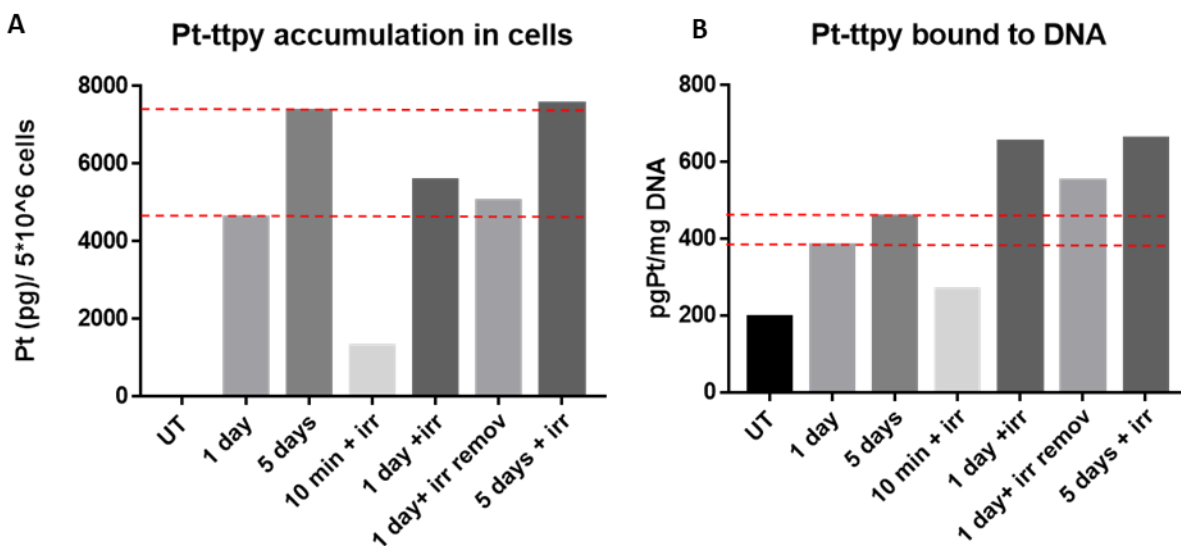 A
Pt-ttpy accumulation in cells
Pt (pg)/ 5*10^6 cells
8000
6000
4000
2000
0
UT
1 day
5 days
10 min + irr
1 day +irr
1 day+ irr remov
5 days + irr
B
Pt-ttpy bound to DNA
pgPt/mg DNA
800
600
400
200
0
UT
1 day
5 days
10 min + irr
1 day +irr
1 day+ irr remov
5 days + irr